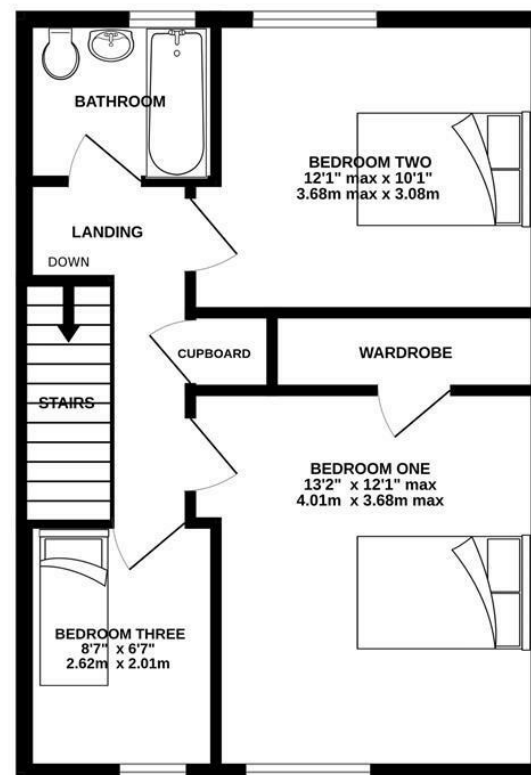 BATHROOM
BEDROOM TWO
12'1" max x 10'1"
3.68m max x 3.08m
LANDING
DOWN
CUPBOARD
WARDROBE
STAIRS
BEDROOM ONE
13'2" x 12'1" max
4.01m x 3.68m max
BEDROOM THREE
8'7" x 6'7"
2.62m x 2.01m